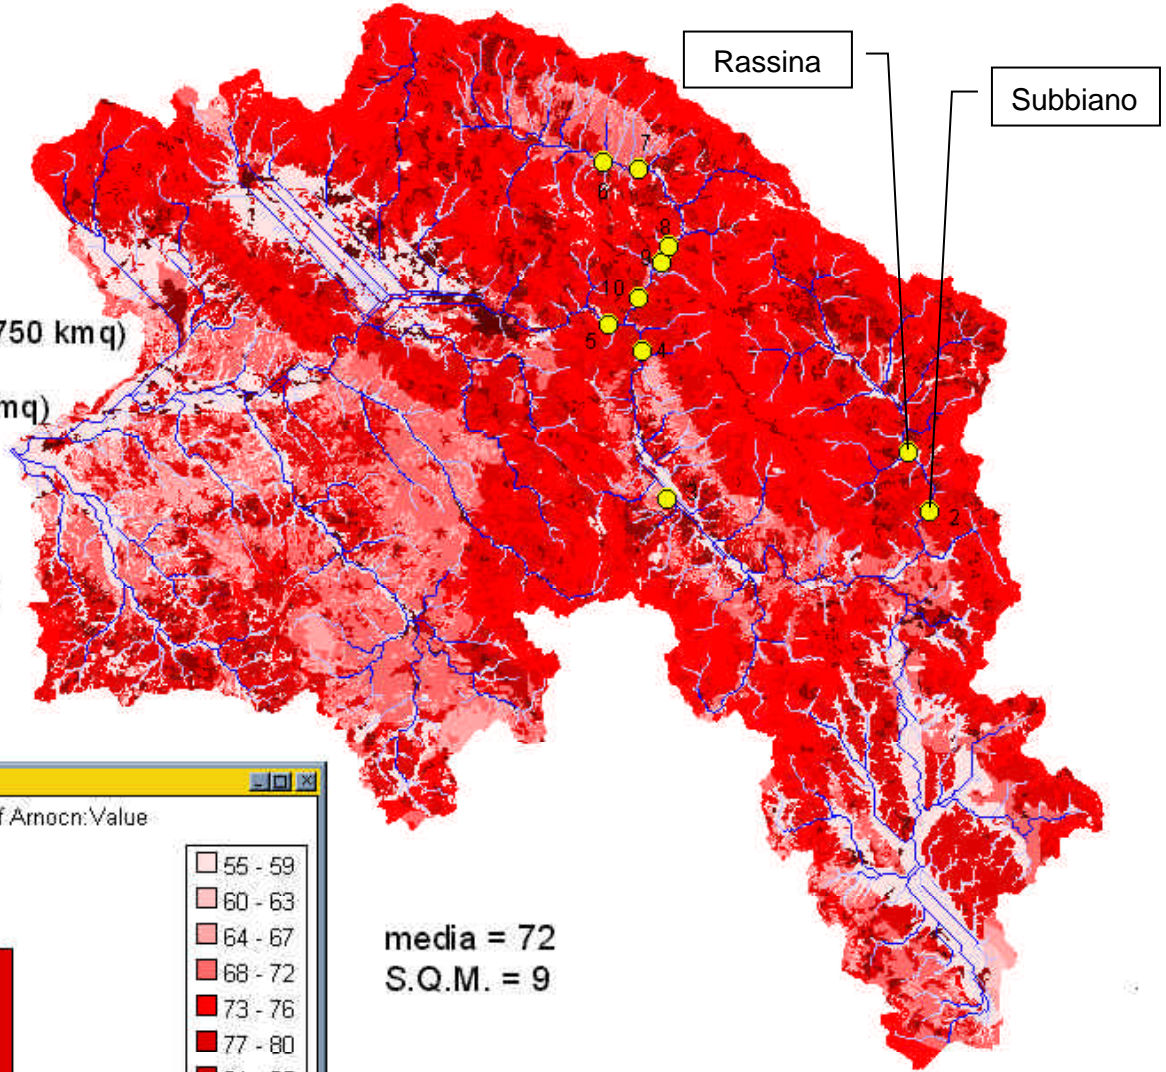 Rassina
Subbiano
7
6
8
9
10
5
4
3
2
750 kmq)
mq)
f Arnocn:Value
55 - 59
60 - 63
64 - 67
68 - 72
73 - 76
77 - 80
media = 72
S.Q.M. = 9